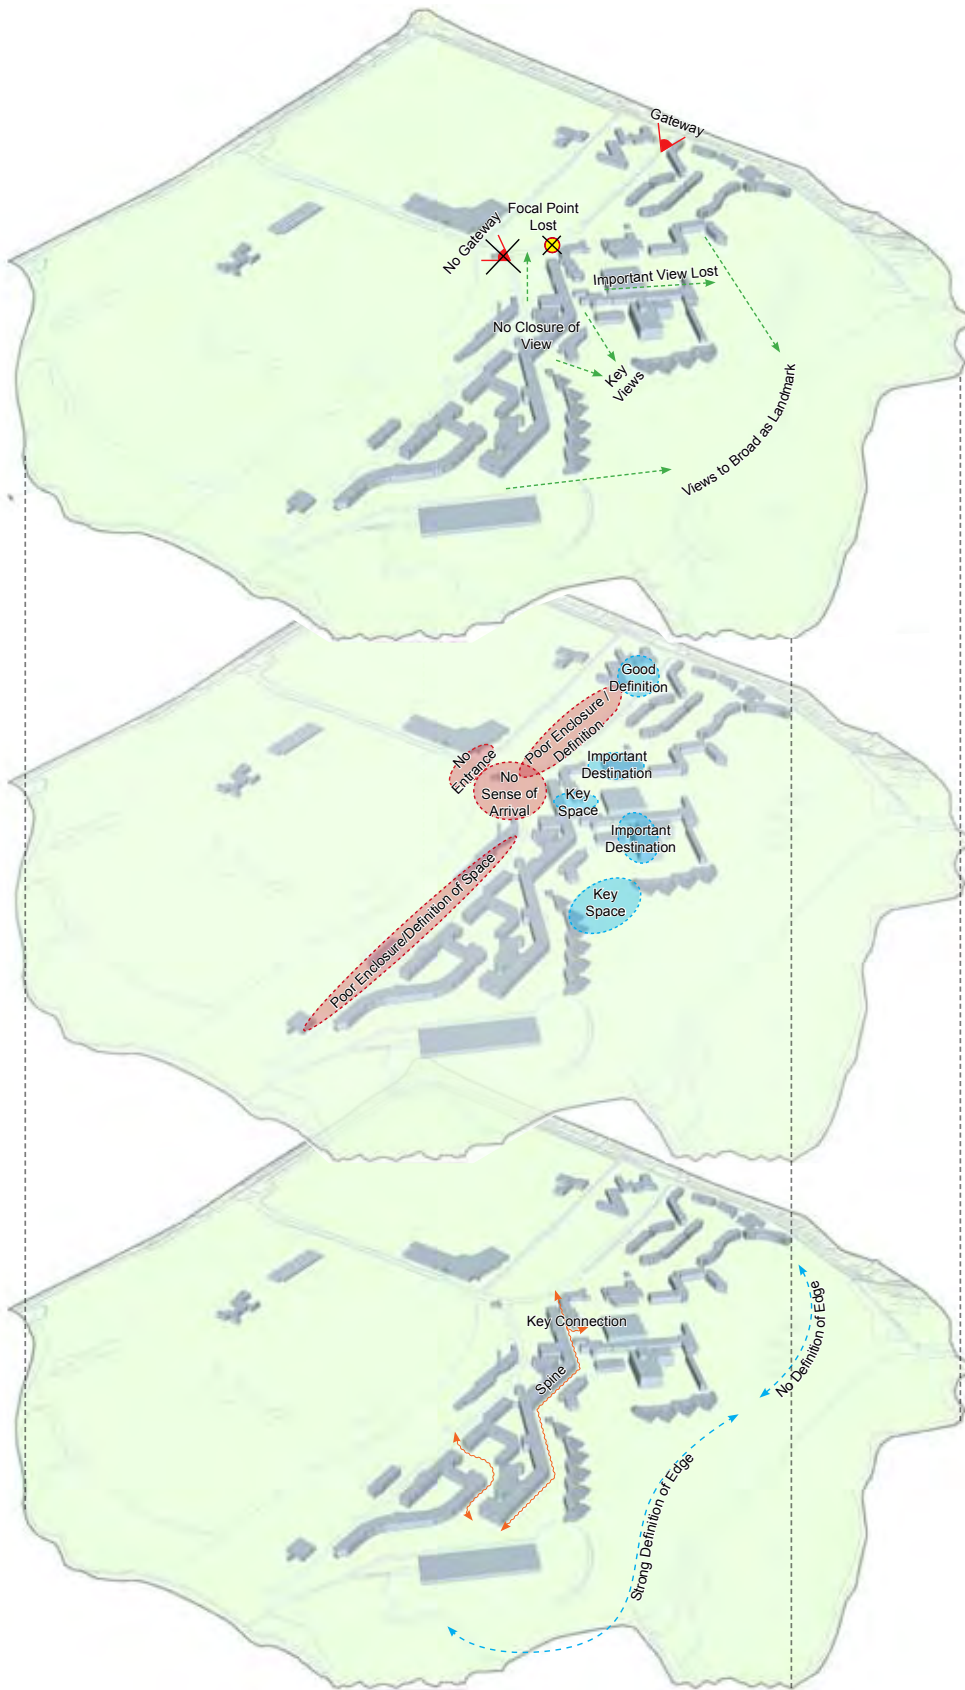 Gateway
Focal Point
Lost
No Gateway
Important View Lost
No Closure of
View
Key
Views
Views to Broad as Landmark
Good
Definition
Poor Enclosure /
Definition
No
Entrance
No
Sense of
Arrival
Important
Destination
Key
Space
Important
Destination
Poor Enclosure/Definition of Space
Key
Space
Key Connection
No Definition of Edge
Spine
Strong Definition of Edge